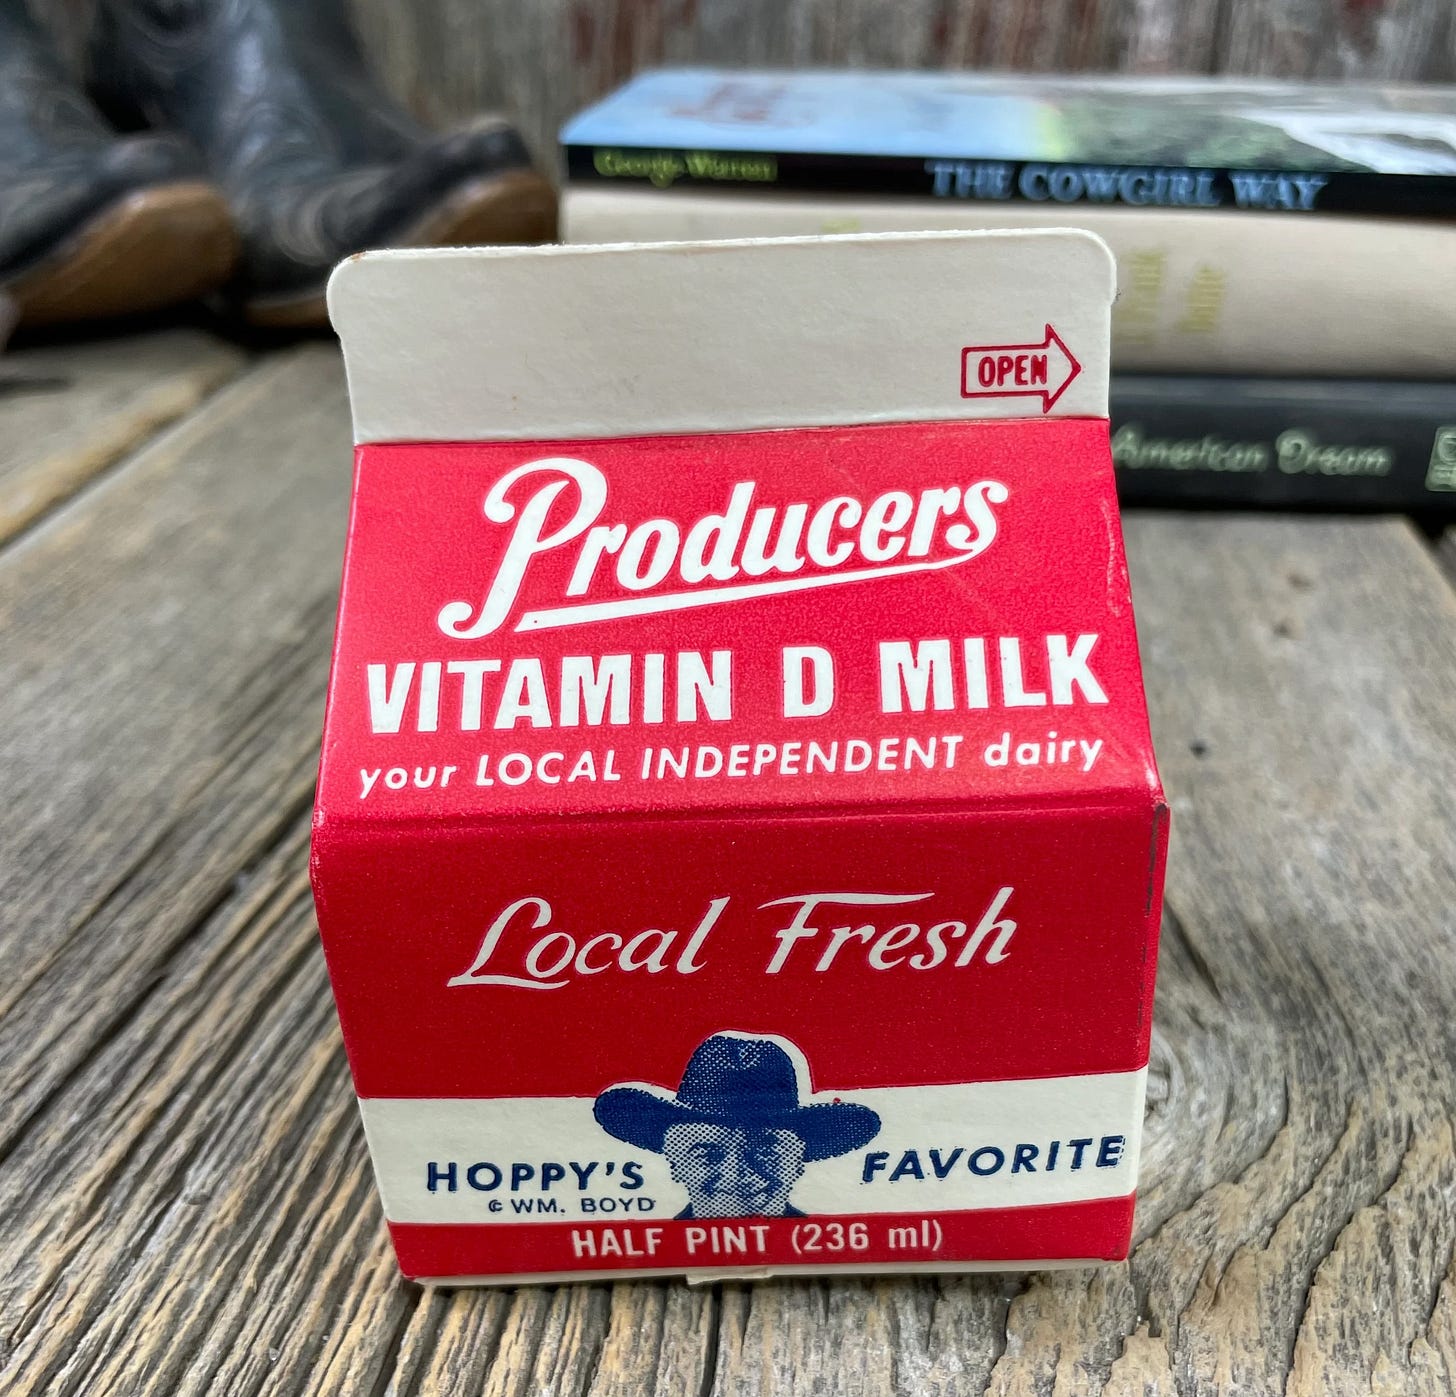 George-Warren THE COWGIRL WAY
American Dream
OPEN
Producers
VITAMIN D MILK
your LOCAL INDEPENDENT dairy
Local Fresh
HOPPY'S FAVORITE
© WM. BOYD
HALF PINT (236 ml)